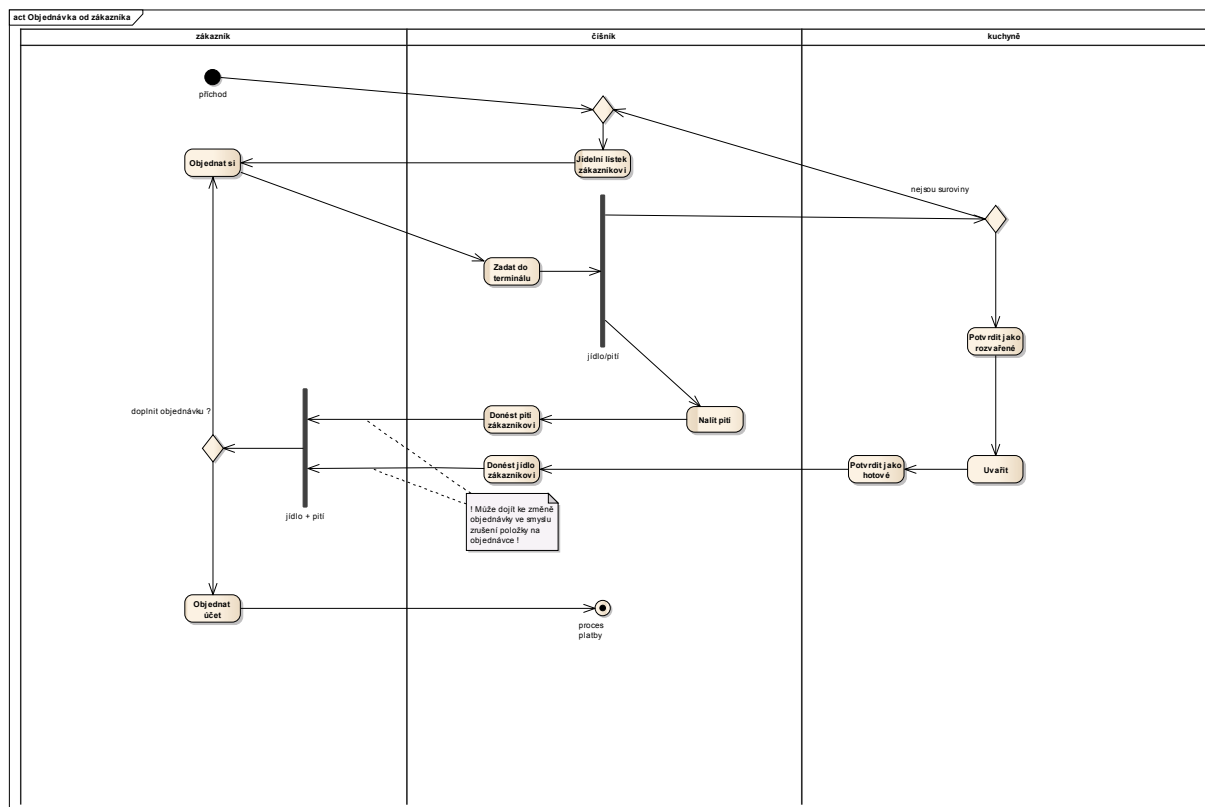 act Objednávka od zákazníka
zákazník
číšník
kuchyně
příchod
Objednat si
Jídelní lístek
zákazníkovi
nejsou suroviny
Zadat do
terminálu
Potvrdit jako
rozvařené
jídlo/pití
doplnit objednávku ?
Donést pití
zákazníkovi
Nalít pití
Donést jídlo
zákazníkovi
Potvrdit jako
hotové
Uvařit
jídlo + pití
! Může dojít ke změně
objednávky ve smyslu
zrušení položky na
objednávce !
Objednat
účet
proces
platby